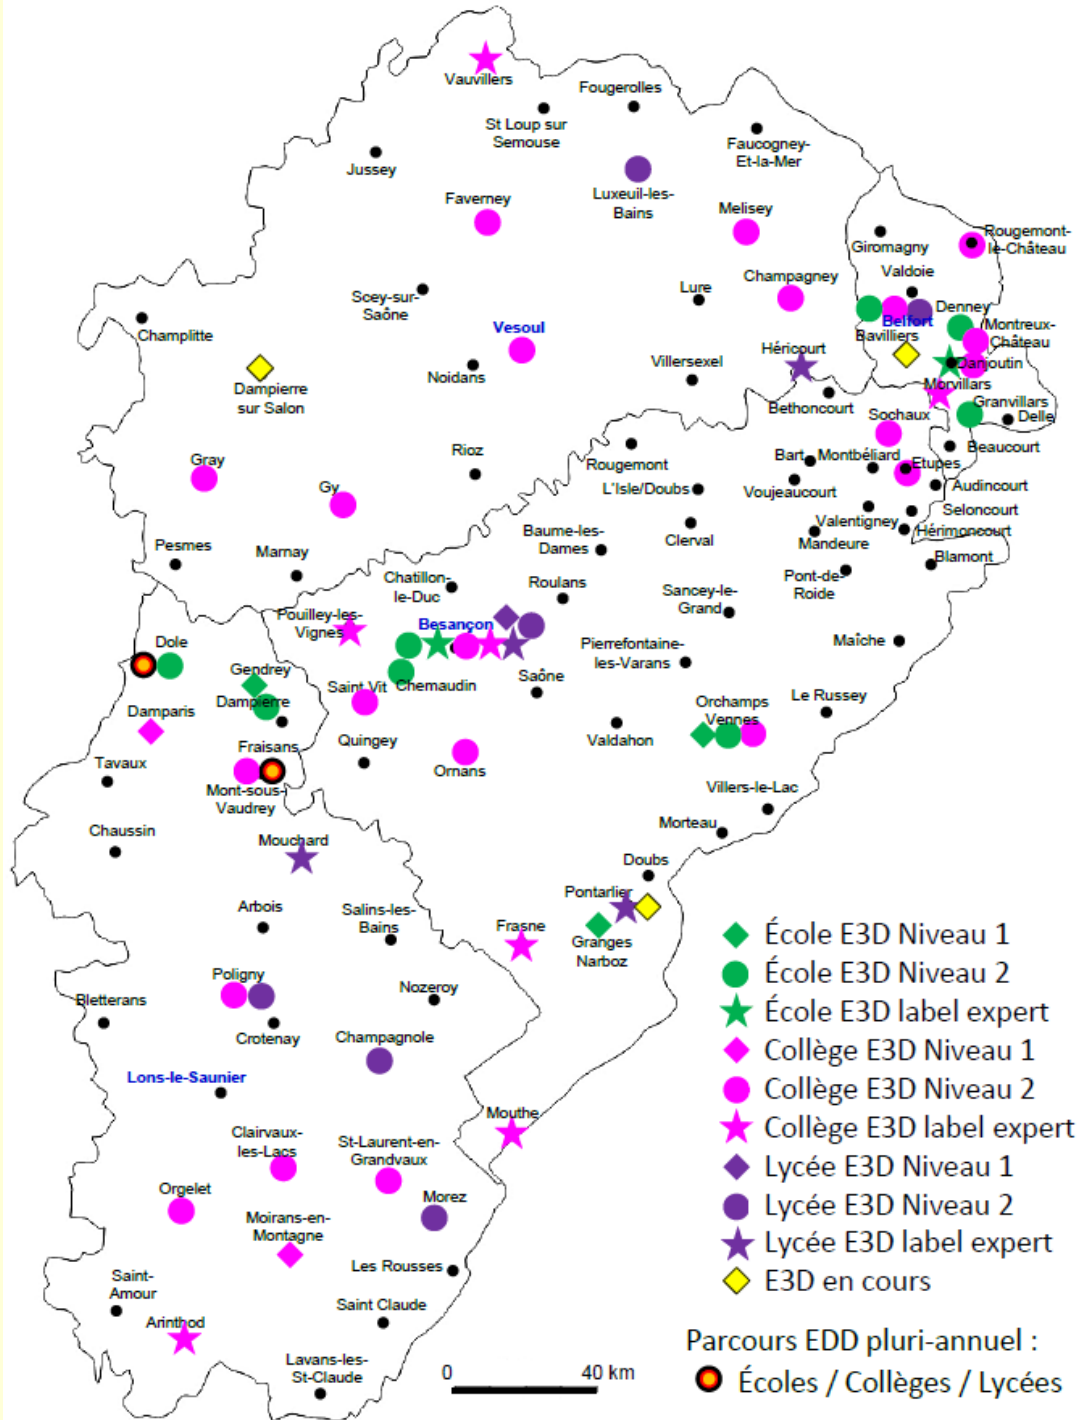 Vauvillers
Fougerolles
St Loup sur
Semouse
Faucogney-
Et-la-Mer
Jussey
Luxeuil-les-
Bains
Faverney
Melisey
Giromagny
Rougemont-
le-Château
Valdoie
Champagney
Lure
Scey-sur-
Saône
Denney
Belfort
Champlitte
Vesoul
Montreux-
Château
Bavilliers
Héricourt
Villersexel
Danjoutin
Noidans
Dampierre
sur Salon
Morvillars
Granvillars
Bethoncourt
Sochaux
Delle
Beaucourt
Rioz
Rougemont
Bart
Montbéliard
Etupes
Gray
Gy
L'Isle/Doubs
Voujeaucourt
Audincourt
Seloncourt
Valentigney
Hérimoncourt
Mandeure
Baume-les-
Dames
Clerval
Blamont
Pesmes
Marnay
Chatillon-
le-Duc
Roulans
Sancey-le-
Grand
Pont-de-
Roide
Pouilley-les-
Vignes
Besançon
Maîche
Pierrefontaine-
les-Varans
Dole
Gendrey
Saône
Saint Vit
Chemaudin
Dampierre
Damparis
Orchamps
Vennes
Le Russey
Fraisans
Quingey
Valdahon
Ornans
Tavaux
Mont-sous-
Vaudrey
Villers-le-Lac
Morteau
Chaussin
Mouchard
Doubs
Pontarlier
Arbois
Salins-les-
Bains
Frasne
Granges
Narboz
Poligny
Nozeroy
Bletterans
Crotenay
Champagnole
Lons-le-Saunier
Mouthe
Clairvaux-
les-Lacs
St-Laurent-en-
Grandvaux
Orgelet
Morez
Moirans-en-
Montagne
Les Rousses
Saint-
Amour
Saint Claude
Arinthod
Lavans-les-
St-Claude
0 40 km
École E3D Niveau 1
École E3D Niveau 2
École E3D label expert
Collège E3D Niveau 1
Collège E3D Niveau 2
Collège E3D label expert
Lycée E3D Niveau 1
Lycée E3D Niveau 2
Lycée E3D label expert
E3D en cours
Parcours EDD pluri-annuel :
Écoles / Collèges / Lycées